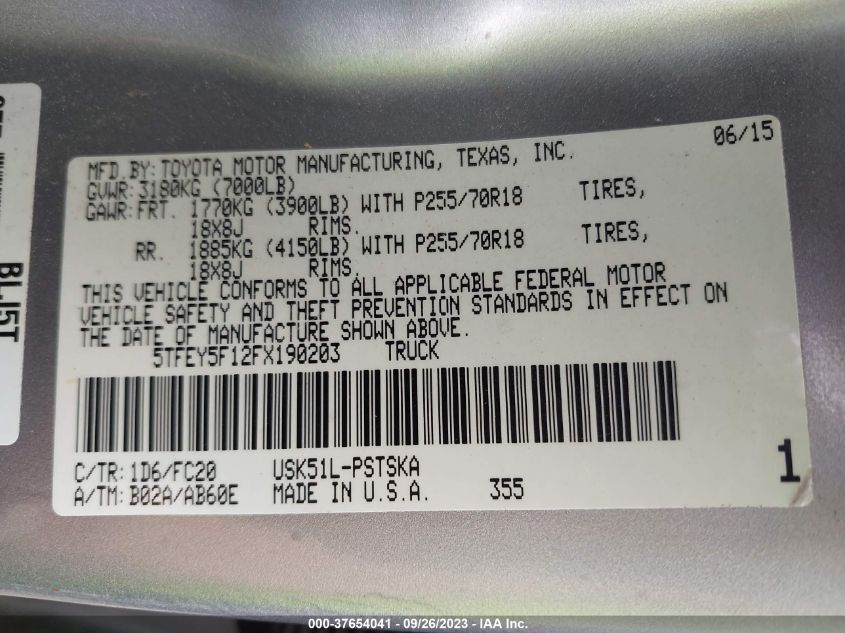 06/15
MFD.BY: TOYOTA MOTOR MANUFACTURING, TEXAS, INC.
GVWR: 3180KG (7000LB)
GAWR: FRT. 1770KG (3900LB) WITH P255/70R18 TIRES,
18X8J RIMS.
RR. 1885KG (4150LB) WITH P255/70R18 TIRES,
18X8J RIMS.
THIS VEHICLE CONFORMS TO ALL APPLICABLE FEDERAL MOTOR
VEHICLE SAFETY AND THEFT PREVENTION STANDARDS IN EFFECT ON
THE DATE OF MANUFACTURE SHOWN ABOVE.
5TFEY5F12FX190203 TRUCK
C/TR: 1D6/FC20 USK51L-PSTSKA
A/TM: B02A/AB60E MADE IN U.S.A. 355
1
BLJ5T
000-37654041 - 09/26/2023 - IAA Inc.